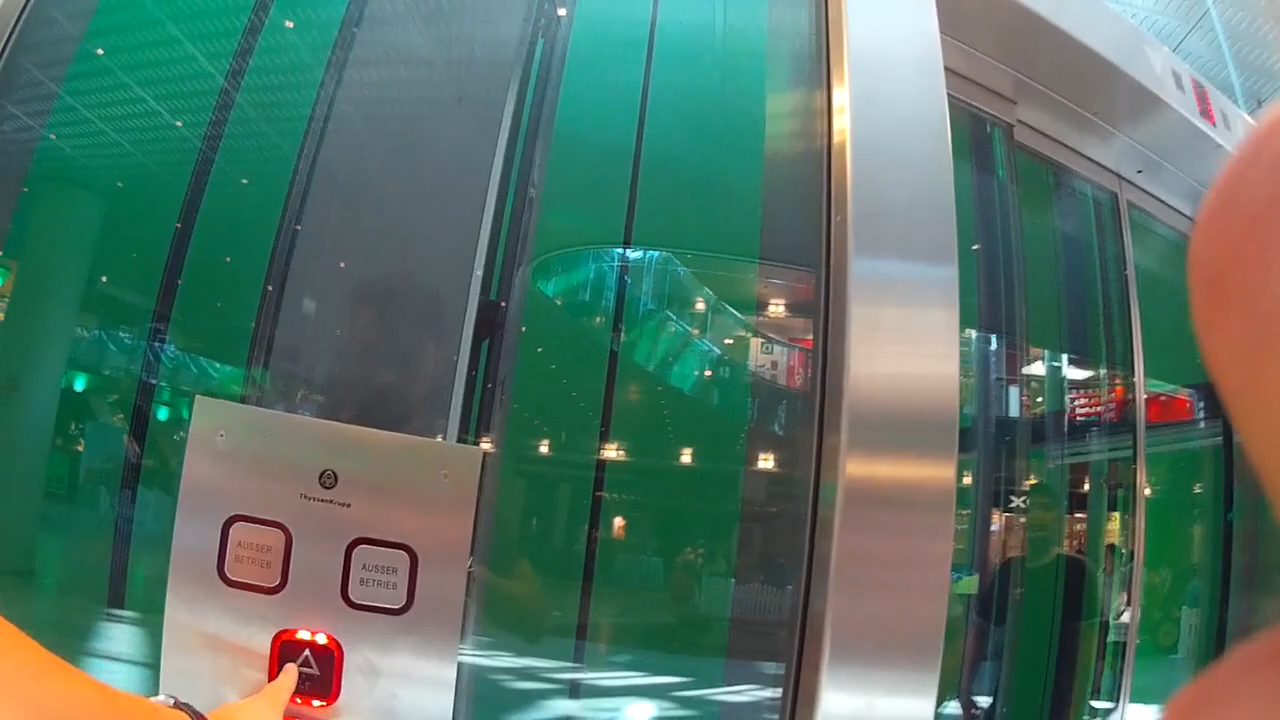 ThyssenKrupp
AUSSER
BETRIEB
AUSSER
BETRIEB